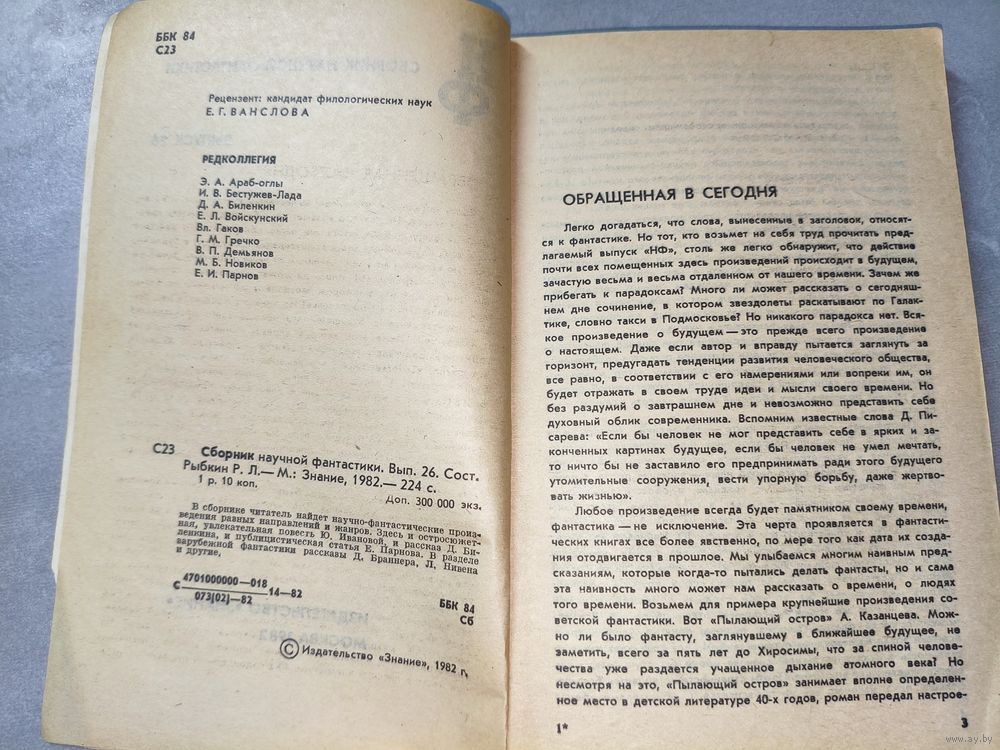 ББК 84
С23
Рецензент: кандидат филологических наук
Е. Г. ВАНСЛОВА
РЕДКОЛЛЕГИЯ
Э. А. Араб-оглы
И. В. Бестужев-Лада
Д. А. Биленкин
Е. Л. Войскунский
Вл. Гаков
Г. М. Гречко
В. П. Демьянов
М. Б. Новиков
Е. И. Парнов
С23 Сборник научной фантастики. Вып. 26. Сост.
Рыбкин Р. Л.— М.: Знание, 1982.— 224 с.
1 р. 10 коп.
Доп. 300 000 экз.
В сборнике читатель найдет научно-фантастические произ-
ведения разных направлений и жанров. Здесь и остросюжет-
ная, увлекательная повесть Ю. Ивановой, и рассказ Д. Би-
ленкина, и публицистическая статья Е. Парнова. В разделе
зарубежной фантастики рассказы Д. Браннера, Л. Нивена
и другие,
С 4701000000—018
073(02)—82 14—82
ББК 84
Сб
© Издательство «Знание», 1982 г,
ОБРАЩЕННАЯ В СЕГОДНЯ
Легко догадаться, что слова, вынесенные в заголовок, относят-
ся к фантастике. Но тот, кто возьмет на себя труд прочитать пред-
лагаемый выпуск «НФ», столь же легко обнаружит, что действие
почти всех помещенных здесь произведений происходит в будущем,
зачастую весьма и весьма отдаленном от нашего времени. Зачем же
прибегать к парадоксам? Много ли может рассказать о сегодняш-
нем дне сочинение, в котором звездолеты раскатывают по Галак-
тике, словно такси в Подмосковье? Но никакого парадокса нет. Вся-
кое произведение о будущем — это прежде всего произведение
о настоящем. Даже если автор и вправду пытается заглянуть за
горизонт, предугадать тенденции развития человеческого общества,
все равно, в соответствии с его намерениями или вопреки им, он
будет отражать в своем труде идеи и мысли своего времени. Но
без раздумий о завтрашнем дне и невозможно представить себе
духовный облик современника. Вспомним известные слова Д. Пи-
сарева: «Если бы человек не мог представить себе в ярких и за-
конченных картинах будущее, если бы человек не умел мечтать,
то ничто бы не заставило его предпринимать ради этого будущего
утомительные сооружения, вести упорную борьбу, даже жертво-
вать жизнью».
Любое произведение всегда будет памятником своему времени,
фантастика — не исключение. Эта черта проявляется в фантасти-
ческих книгах все более явственно, по мере того как дата их созда-
ния отодвигается в прошлое. Мы улыбаемся многим наивным пред-
сказаниям, которые когда-то пытались делать фантасты, но и сама
эта наивность много может нам рассказать о времени, о людях
того времени. Возьмем для примера крупнейшие произведения со-
ветской фантастики. Вот «Пылающий остров» А. Казанцева. Мож-
но ли было фантасту, заглянувшему в ближайшее будущее, не
заметить, всего за пять лет до Хиросимы, что за спиной челове-
чества уже раздается учащенное дыхание атомного века? Но
несмотря на это, «Пылающий остров» занимает вполне определен-
ное место в детской литературе 40-х годов, роман передал настрое-
1*
3
www.ay.by